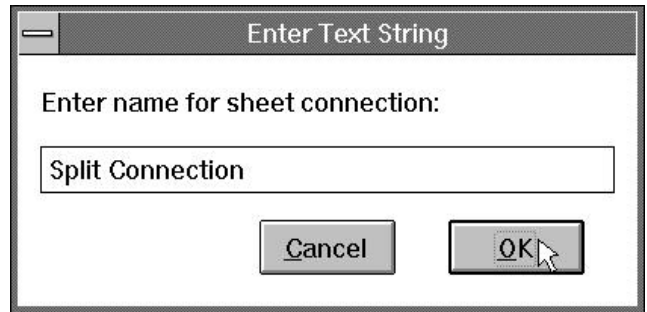 Enter Text String
Enter name for sheet connection:
Split Connection
Cancel OK